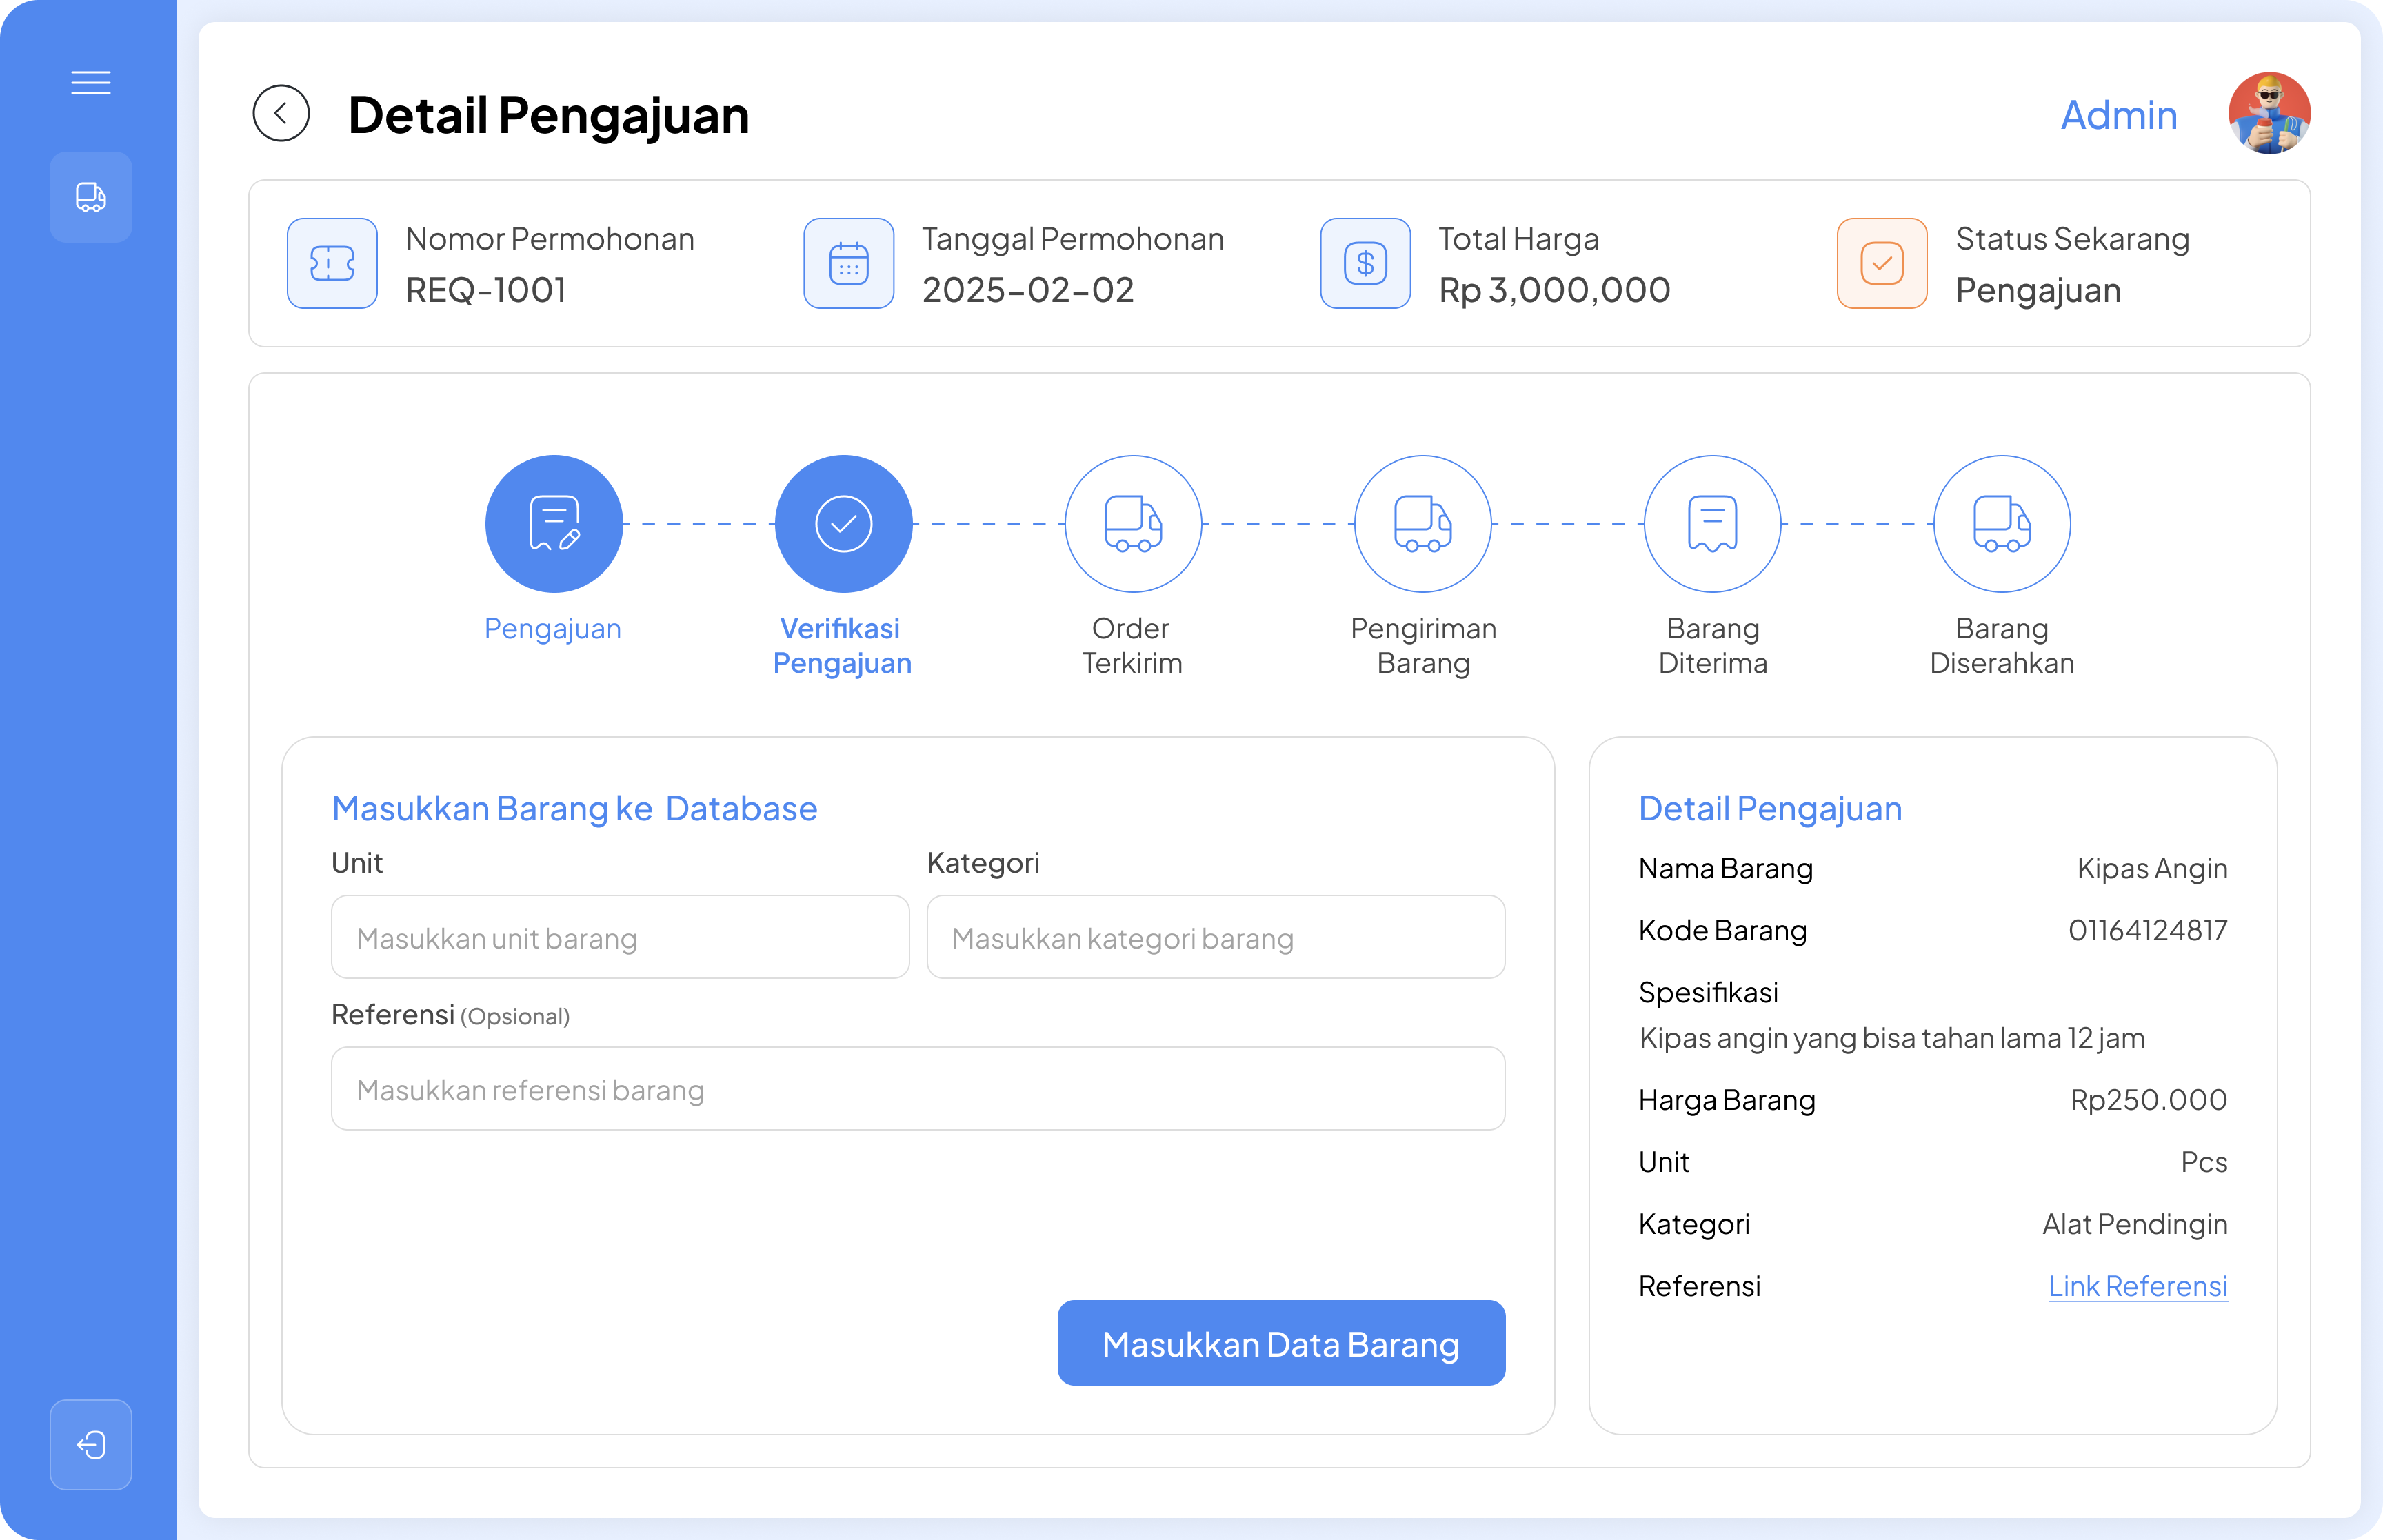 Detail Pengajuan
Admin
Nomor Permohonan
REQ-1001
Tanggal Permohonan
2025-02-02
Total Harga
Rp 3,000,000
Status Sekarang
Pengajuan
Pengajuan
Verifikasi
Pengajuan
Order
Terkirim
Pengiriman
Barang
Barang
Diterima
Barang
Diserahkan
Masukkan Barang ke Database
Unit
Kategori
Masukkan unit barang
Masukkan kategori barang
Referensi (Opsional)
Masukkan referensi barang
Masukkan Data Barang
Detail Pengajuan
Nama Barang Kipas Angin
Kode Barang 01164124817
Spesifikasi
Kipas angin yang bisa tahan lama 12 jam
Harga Barang Rp250.000
Unit Pcs
Kategori Alat Pendingin
Referensi Link Referensi